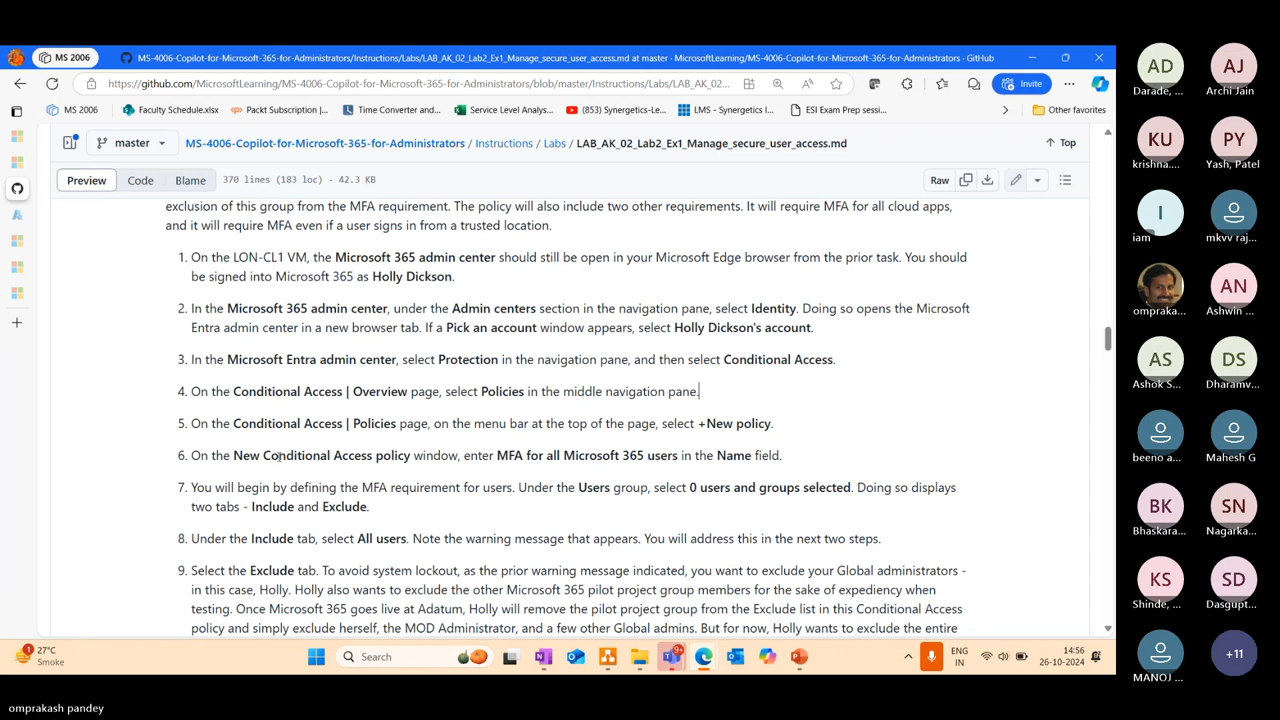 MS 2006
MS-4006-Copilot-for-Microsoft-365-for-Administrators/Instructions/Labs/LAB_AK_02_Lab2_Ex1_Manage_secure_user_access.md at master · MicrosoftLearning/MS-4006-Copilot-for-Microsoft-365-for-Administrators · GitHub
https://github.com/MicrosoftLearning/MS-4006-Copilot-for-Microsoft-365-for-Administrators/blob/master/Instructions/Labs/LAB_AK_02...
Invite
MS 2006
Faculty Schedule.xlsx
Packt Subscription |...
Time Converter and...
Service Level Analys...
(853) Synergetics-Le...
LMS - Synergetics I...
ESI Exam Prep sessi...
Other favorites
master
MS-4006-Copilot-for-Microsoft-365-for-Administrators / Instructions / Labs / LAB_AK_02_Lab2_Ex1_Manage_secure_user_access.md
Top
Preview
Code
Blame
370 lines (183 loc) · 42.3 KB
Raw
exclusion of this group from the MFA requirement. The policy will also include two other requirements. It will require MFA for all cloud apps,
and it will require MFA even if a user signs in from a trusted location.
1. On the LON-CL1 VM, the Microsoft 365 admin center should still be open in your Microsoft Edge browser from the prior task. You should
be signed into Microsoft 365 as Holly Dickson.
2. In the Microsoft 365 admin center, under the Admin centers section in the navigation pane, select Identity. Doing so opens the Microsoft
Entra admin center in a new browser tab. If a Pick an account window appears, select Holly Dickson's account.
3. In the Microsoft Entra admin center, select Protection in the navigation pane, and then select Conditional Access.
4. On the Conditional Access | Overview page, select Policies in the middle navigation pane.
5. On the Conditional Access | Policies page, on the menu bar at the top of the page, select +New policy.
6. On the New Conditional Access policy window, enter MFA for all Microsoft 365 users in the Name field.
7. You will begin by defining the MFA requirement for users. Under the Users group, select 0 users and groups selected. Doing so displays
two tabs - Include and Exclude.
8. Under the Include tab, select All users. Note the warning message that appears. You will address this in the next two steps.
9. Select the Exclude tab. To avoid system lockout, as the prior warning message indicated, you want to exclude your Global administrators -
in this case, Holly. Holly also wants to exclude the other Microsoft 365 pilot project group members for the sake of expediency when
testing. Once Microsoft 365 goes live at Adatum, Holly will remove the pilot project group from the Exclude list in this Conditional Access
policy and simply exclude herself, the MOD Administrator, and a few other Global admins. But for now, Holly wants to exclude the entire
1
27°C
Smoke
Search
9+
ENG
IN
14:56
26-10-2024
AD
Darade, ...
AJ
Archi Jain
KU
krishna....
PY
Yash, Patel
I
iam
mkvv raj...
ompraka...
AN
Ashwin ...
AS
Ashok S...
DS
Dharamv...
beeno a...
Mahesh G
BK
Bhaskara...
SN
Nagarka...
KS
Shinde, ...
SD
Dasgupt...
MANOJ ...
+11
omprakash pandey